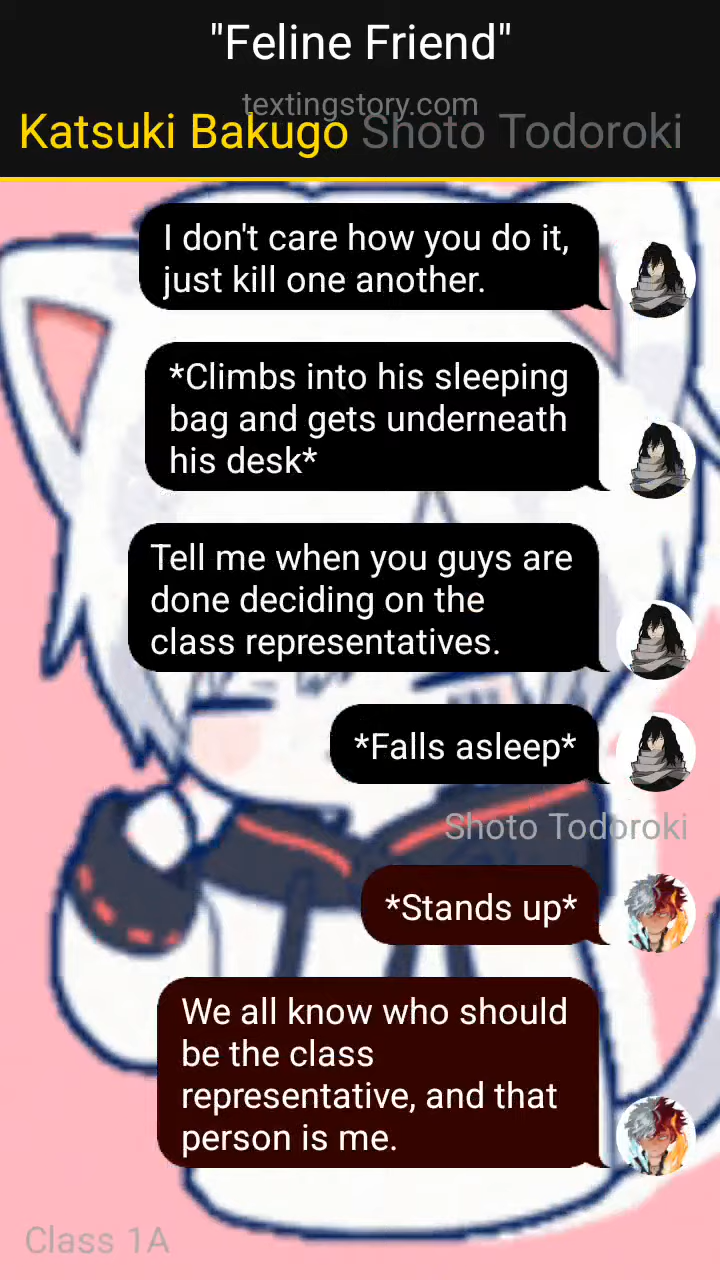 "Feline Friend"
textingstory.com
Katsuki Bakugo Shoto Todoroki
I don't care how you do it,
just kill one another.
*Climbs into his sleeping
bag and gets underneath
his desk*
Tell me when you guys are
done deciding on the
class representatives.
*Falls asleep*
Shoto Todoroki
*Stands up*
We all know who should
be the class
representative, and that
person is me.
Class 1A